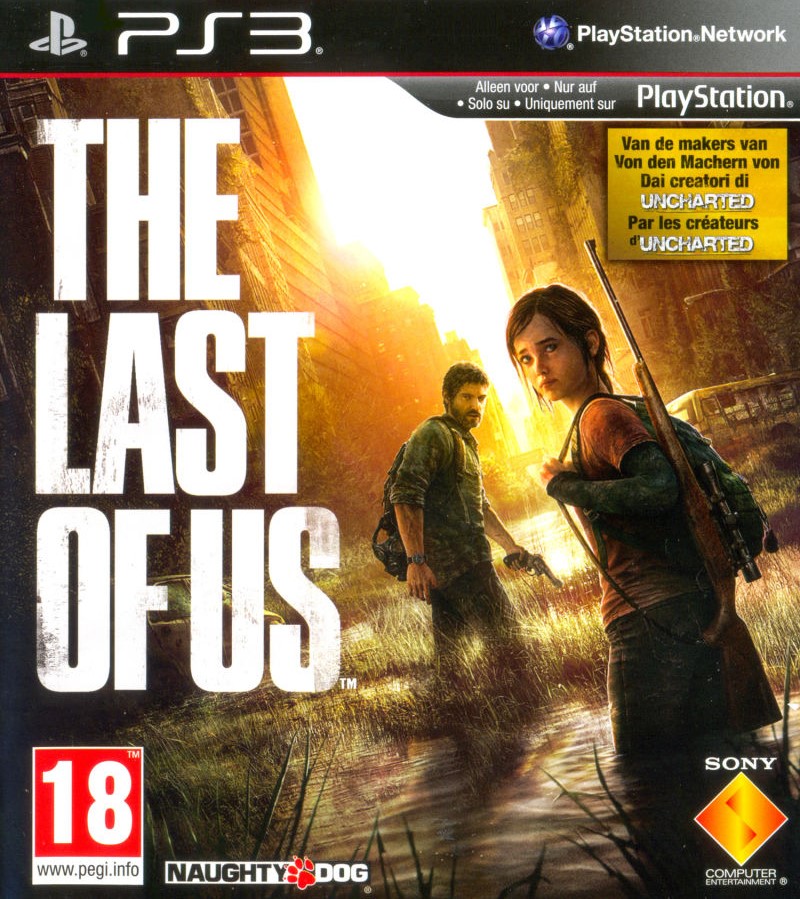 PS3®
PlayStation®Network
Alleen voor • Nur auf
• Solo su • Uniquement sur
PlayStation®
Van de makers van
Von den Machern von
Dai creatori di
UNCHARTED
Par les créateurs
d'UNCHARTED
THE
LAST
OF US™
18™
www.pegi.info
NAUGHTY DOG®
SONY
COMPUTER
ENTERTAINMENT®